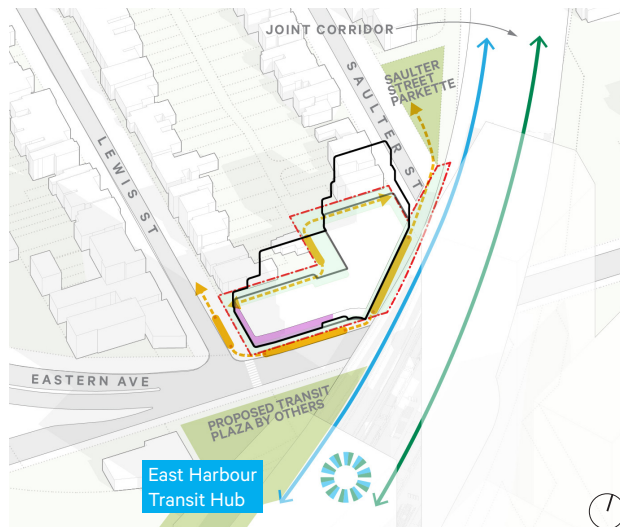 JOINT CORRIDOR
SAULTER
STREET
PARKETTE
SAULTER ST
LEWIS ST
EASTERN AVE
PROPOSED TRANSIT
PLAZA BY OTHERS
East Harbour
Transit Hub